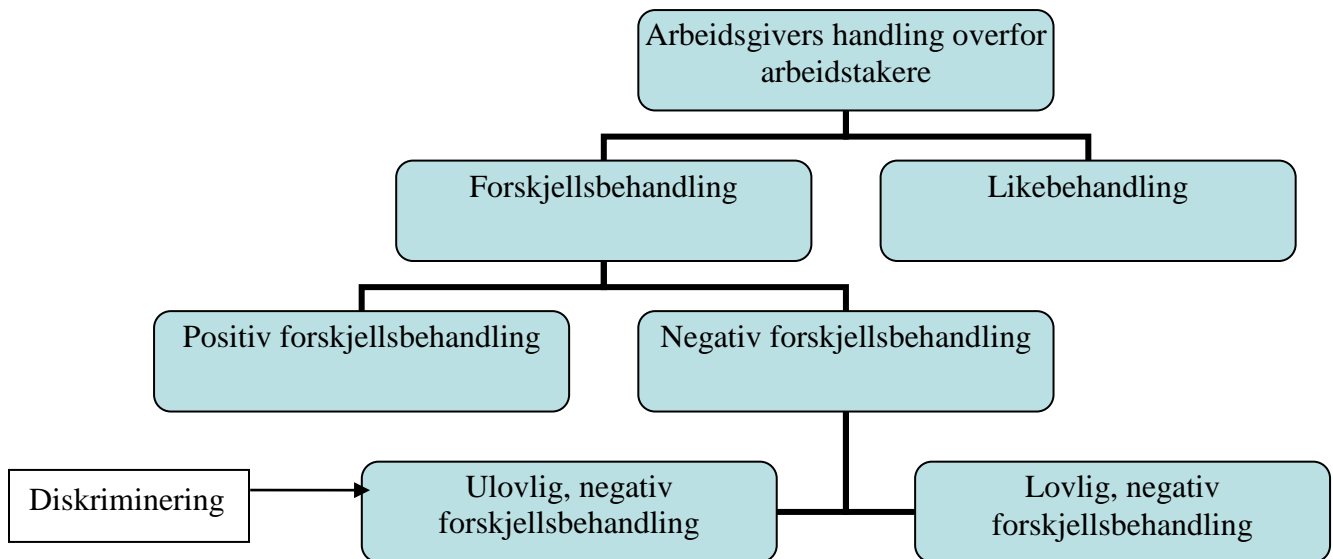 Arbeidsgivers handling overfor
arbeidstakere
Forskjellsbehandling
Likebehandling
Positiv forskjellsbehandling
Negativ forskjellsbehandling
Diskriminering
Ulovlig, negativ
forskjellsbehandling
Lovlig, negativ
forskjellsbehandling